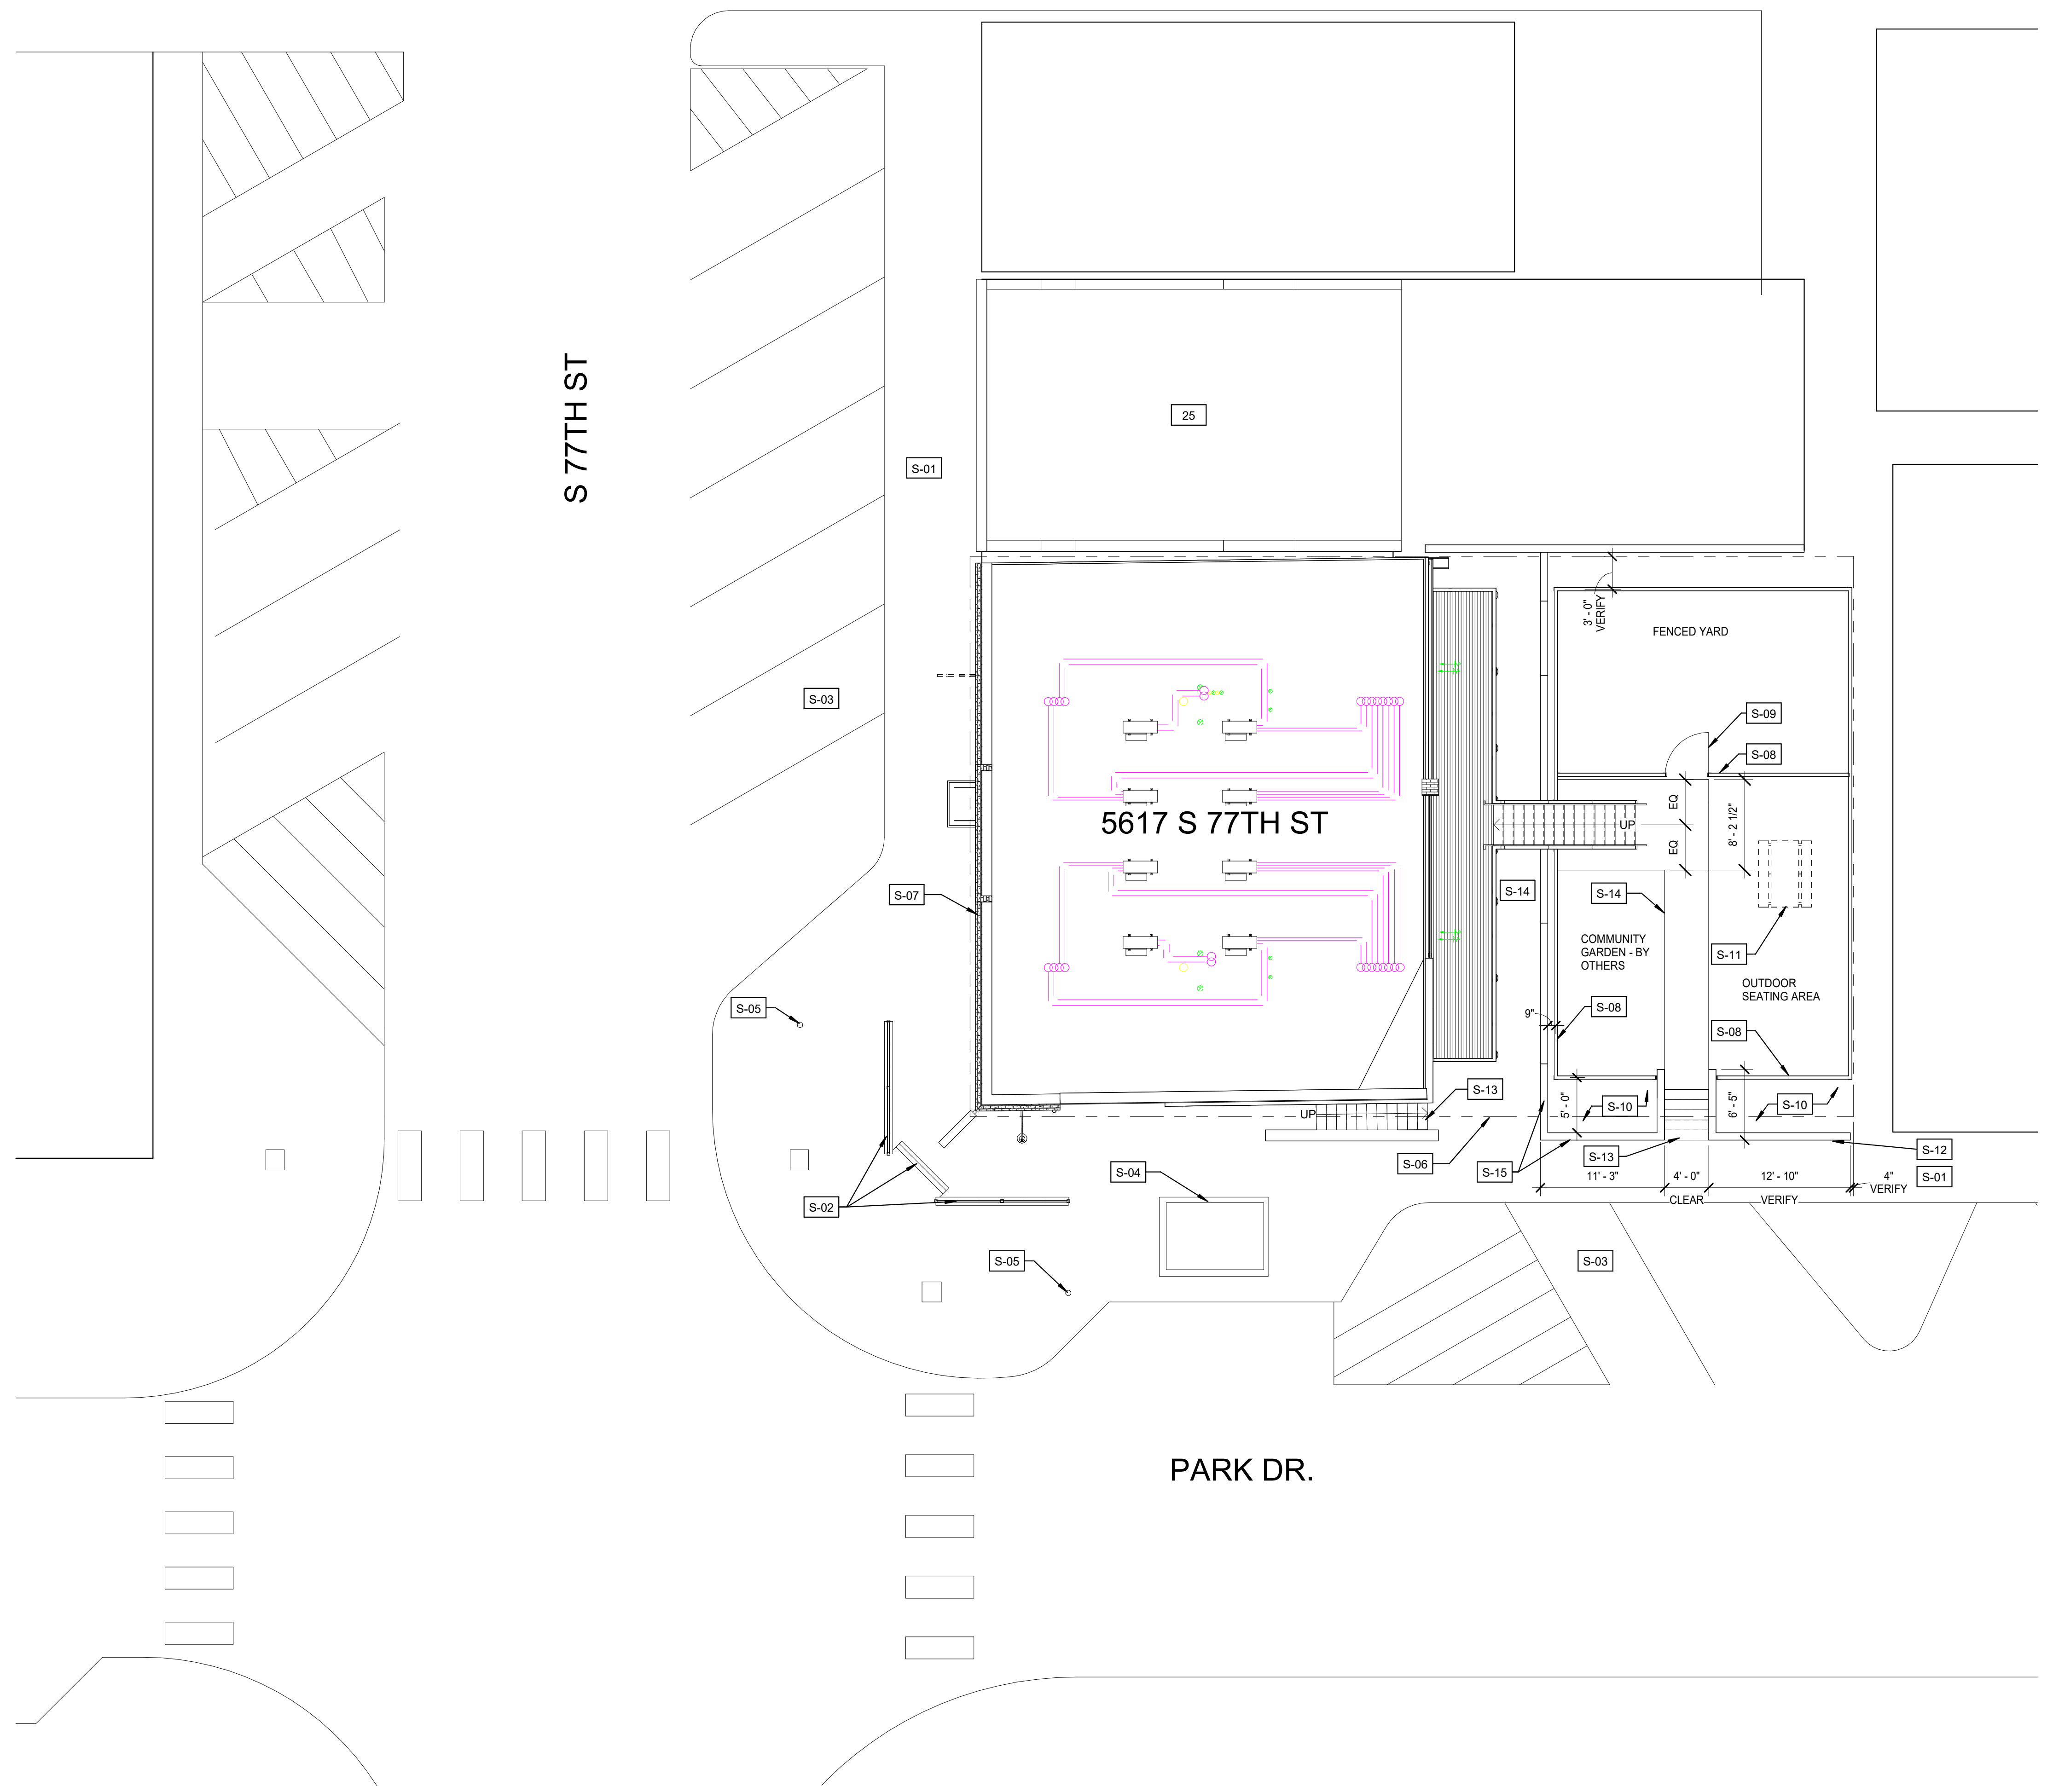 S 77TH ST
25
S-01
3' - 0"
VERIFY
FENCED YARD
S-03
S-09
S-08
5617 S 77TH ST
UP
EQ
EQ
8' - 2 1/2"
S-07
S-14
S-14
COMMUNITY
GARDEN - BY
OTHERS
S-11
OUTDOOR
SEATING AREA
S-05
9"
S-08
S-08
S-13
UP
5' - 0"
S-10
6' - 5"
S-10
S-06
S-15
S-13
S-12
S-04
11' - 3"
4' - 0"
CLEAR
12' - 10"
VERIFY
4"
VERIFY
S-01
S-02
S-05
S-03
PARK DR.